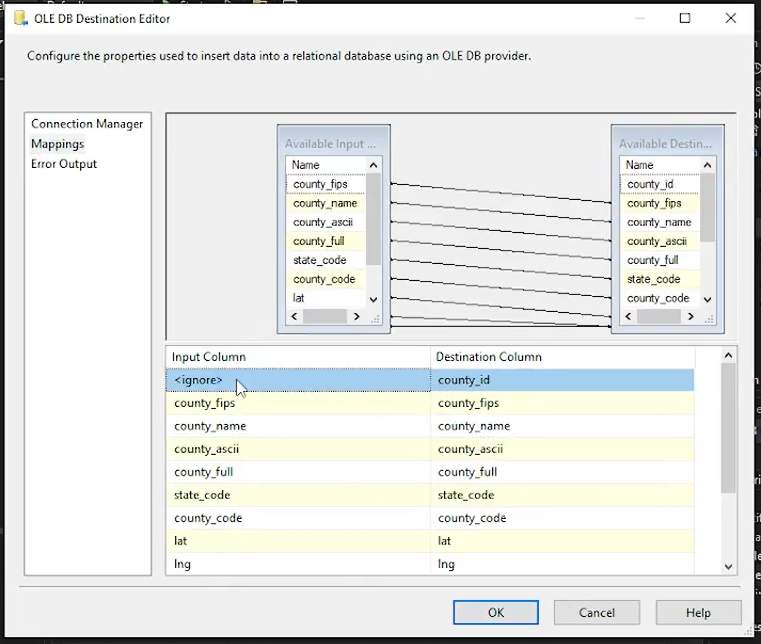 OLE DB Destination Editor
Configure the properties used to insert data into a relational database using an OLE DB provider.
Connection Manager
Mappings
Error Output
Available Input ...
Name
county_fips
county_name
county_ascii
county_full
state_code
county_code
lat
Available Destin...
Name
county_id
county_fips
county_name
county_ascii
county_full
state_code
county_code
Input Column Destination Column
<ignore> county_id
county_fips county_fips
county_name county_name
county_ascii county_ascii
county_full county_full
state_code state_code
county_code county_code
lat lat
lng lng
OK Cancel Help